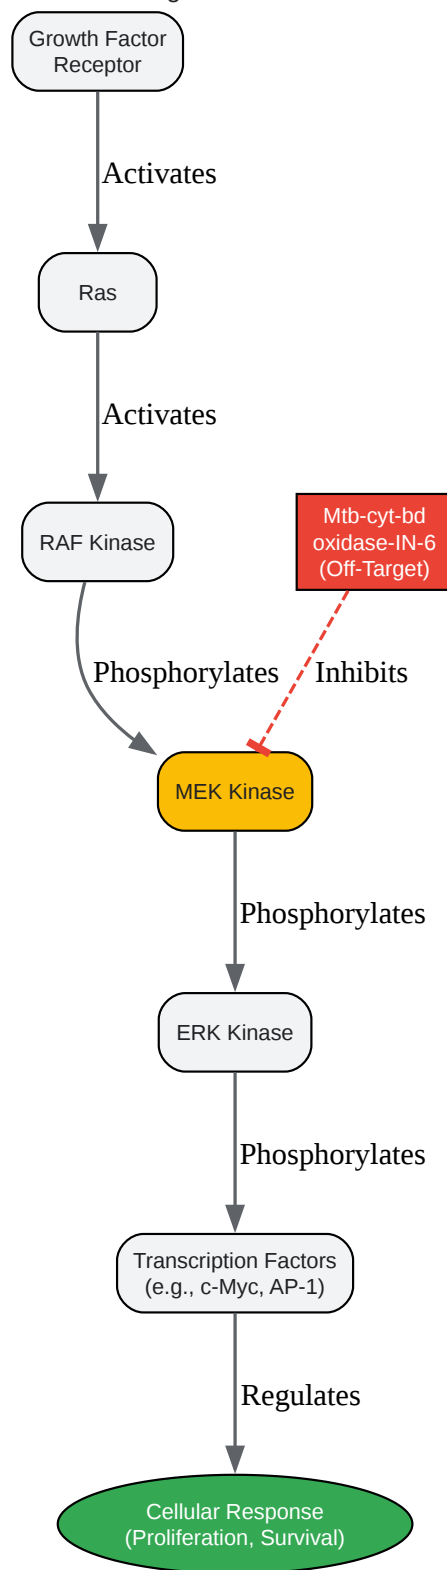 Growth Factor
Receptor
Activates
Ras
Activates
RAF Kinase
Mtb-cyt-bd
oxidase-IN-6
(Off-Target)
Phosphorylates
Inhibits
MEK Kinase
Phosphorylates
ERK Kinase
Phosphorylates
Transcription Factors
(e.g., c-Myc, AP-1)
Regulates
Cellular Response
(Proliferation, Survival)